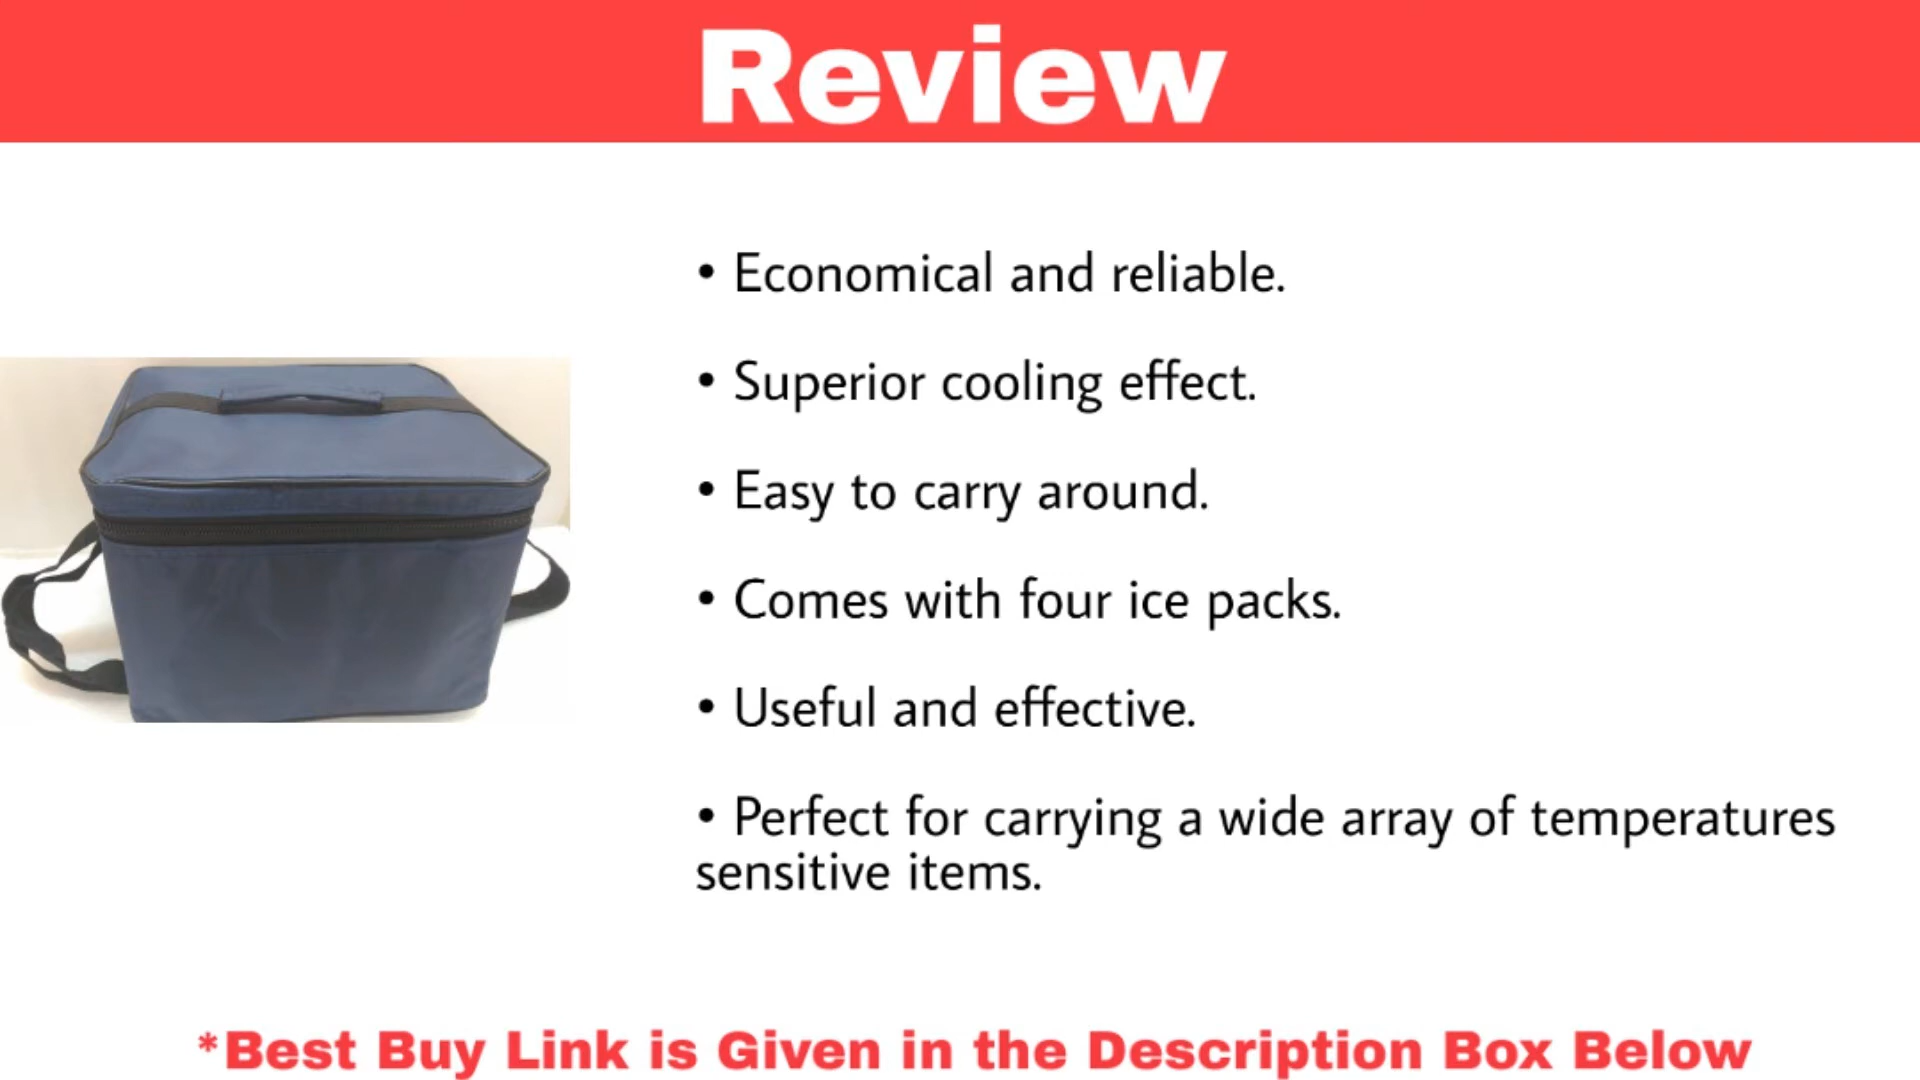 Review
• Economical and reliable.
• Superior cooling effect.
• Easy to carry around.
• Comes with four ice packs.
• Useful and effective.
• Perfect for carrying a wide array of temperatures
sensitive items.
*Best Buy Link is Given in the Description Box Below